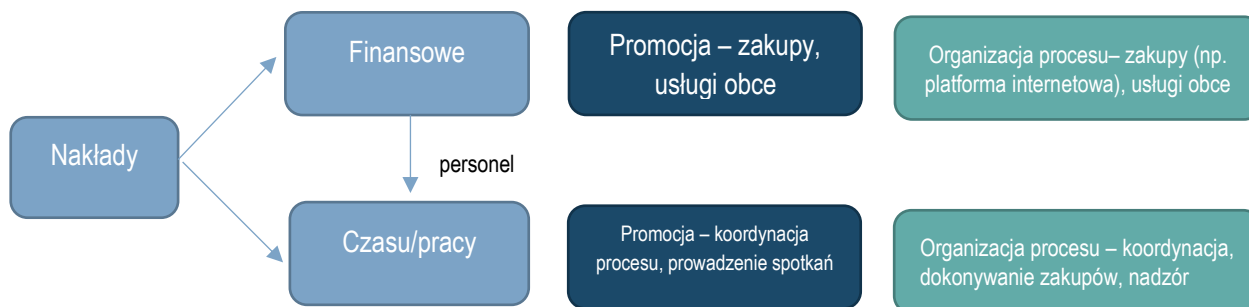 Finansowe
Promocja – zakupy,
usługi obce
Organizacja procesu– zakupy (np.
platforma internetowa), usługi obce
Nakłady
personel
Czasu/pracy
Promocja – koordynacja
procesu, prowadzenie spotkań
Organizacja procesu – koordynacja,
dokonywanie zakupów, nadzór